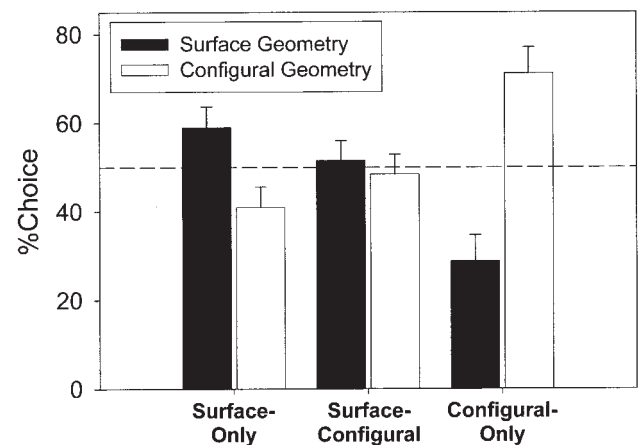 80
60
40
20
0
%Choice
Surface Geometry
Configural Geometry
Surface-
Only
Surface-
Configural
Configural-
Only